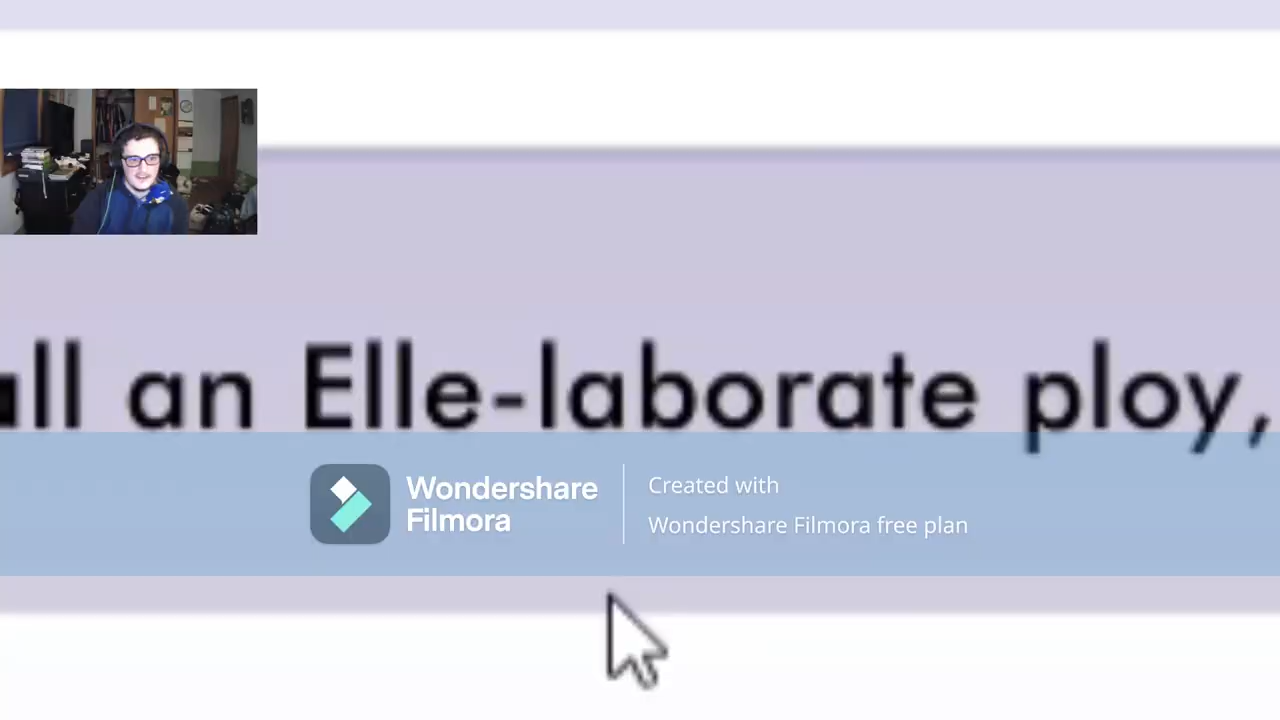 all an Elle-laborate ploy,
Wondershare
Filmora
Created with
Wondershare Filmora free plan